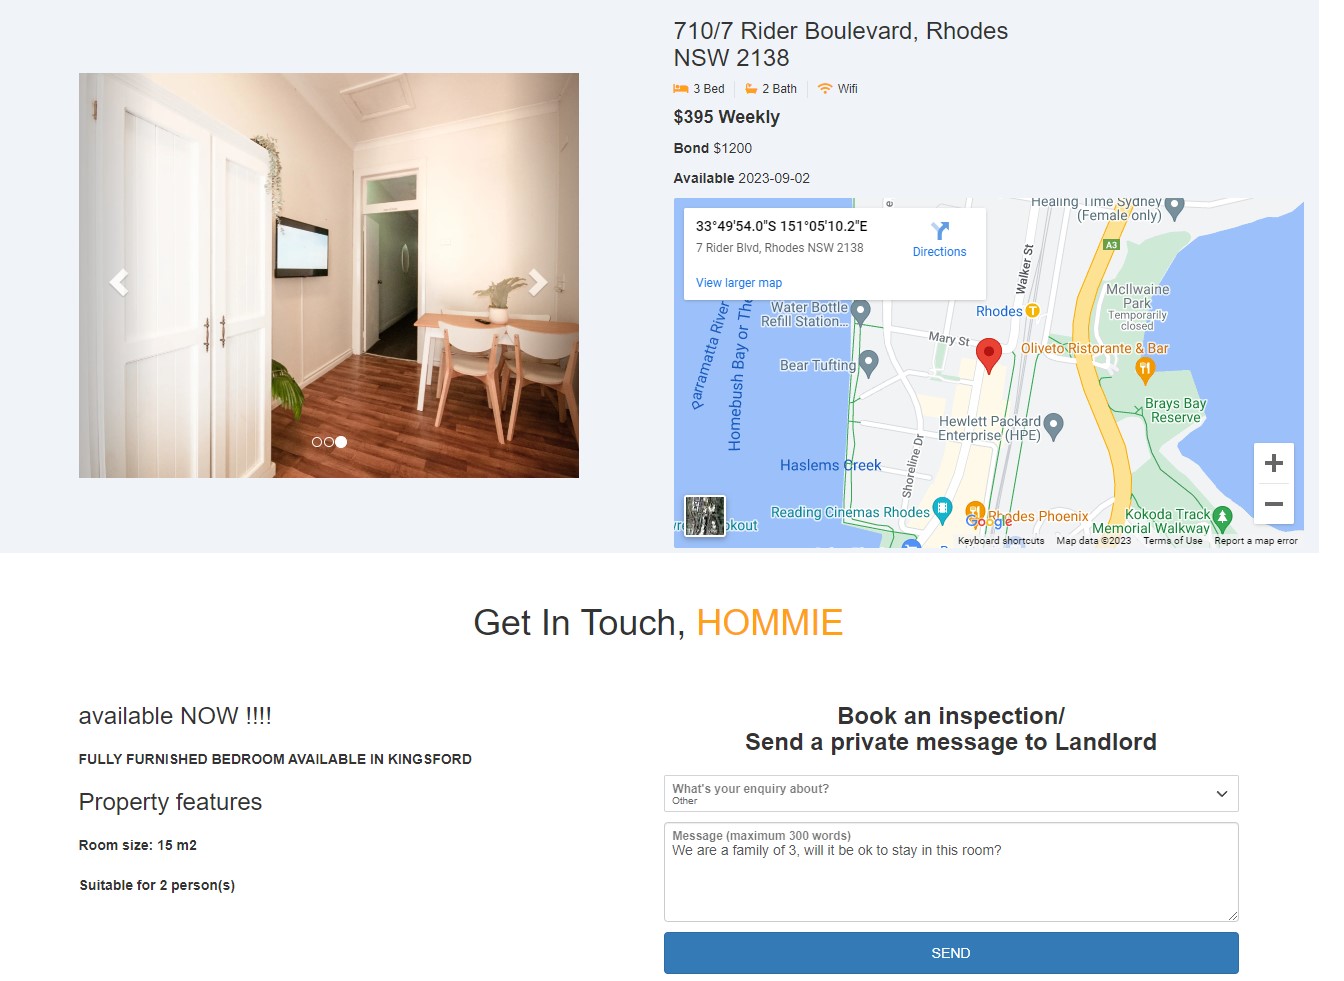 710/7 Rider Boulevard, Rhodes
NSW 2138
3 Bed
2 Bath
Wifi
$395 Weekly
Bond $1200
Available 2023-09-02
33°49'54.0"S 151°05'10.2"E
7 Rider Blvd, Rhodes NSW 2138
Directions
View larger map
Healing Time Sydney
(Female only)
A3
Walker St
McIlwaine
Park
Temporarily
closed
Water Bottle
Refill Station...
Rhodes T
Parramatta River
Homebush Bay or The
Mary St
Oliveto Ristorante & Bar
Bear Tufting
Brays Bay
Reserve
Hewlett Packard
Enterprise (HPE)
Haslems Creek
Shoreline Dr
Reading Cinemas Rhodes
Rhodes Phoenix
Google
Kokoda Track
Memorial Walkway
Keyboard shortcuts
Map data ©2023
Terms of Use
Report a map error
Get In Touch, HOMMIE
available NOW !!!!
FULLY FURNISHED BEDROOM AVAILABLE IN KINGSFORD
Property features
Room size: 15 m2
Suitable for 2 person(s)
Book an inspection/
Send a private message to Landlord
What's your enquiry about?
Other
Message (maximum 300 words)
We are a family of 3, will it be ok to stay in this room?
SEND